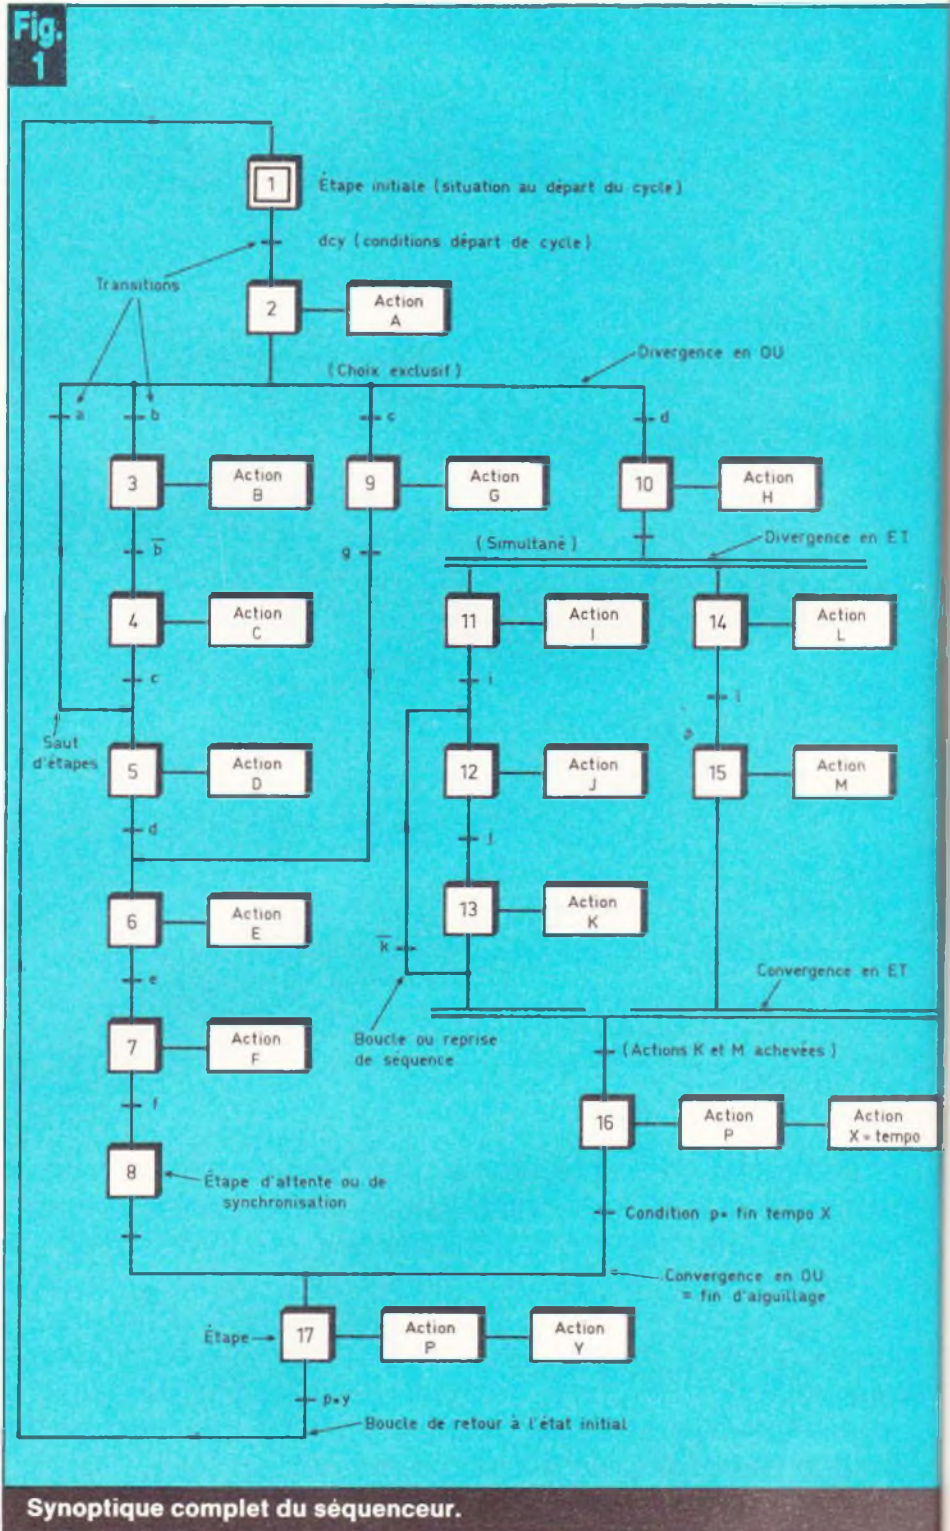 Fig.
1
1
Étape initiale (situation au départ du cycle)
dcy (conditions départ de cycle)
Transitions
2
Action
A
Divergence en OU
(Choix exclusif)
a
b
c
d
3
Action
B
9
Action
G
10
Action
H
b̅
g
(Simultané)
Divergence en ET
4
Action
C
11
Action
I
14
Action
L
c
i
l
Saut
d'étapes
5
Action
D
12
Action
J
15
Action
M
d
j
6
Action
E
13
Action
K
k̅
e
Convergence en ET
7
Action
F
Boucle ou reprise
de séquence
(Actions K et M achevées)
f
16
Action
P
Action
X = tempo
8
Étape d'attente ou de
synchronisation
Condition p• fin tempo X
Convergence en OU
= fin d'aiguillage
Étape
17
Action
P
Action
Y
p•y
Boucle de retour à l'état initial
Synoptique complet du séquenceur.